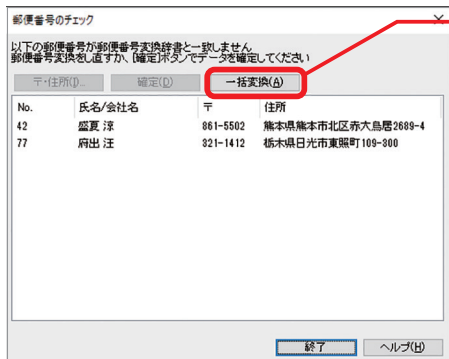 郵便番号のチェック
以下の郵便番号が郵便番号変換辞書と一致しません
郵便番号変換を直すか、[確定]ボタンでデータを確定してください
〒・住所(J)... 確定(D) 一括変換(A)
No. 氏名/会社名 〒 住所
42 盛夏 涼 861-5502 熊本県熊本市北区赤大鳥居2689-4
77 府出 汪 321-1412 栃木県日光市東照町109-300
終了 ヘルプ(H)